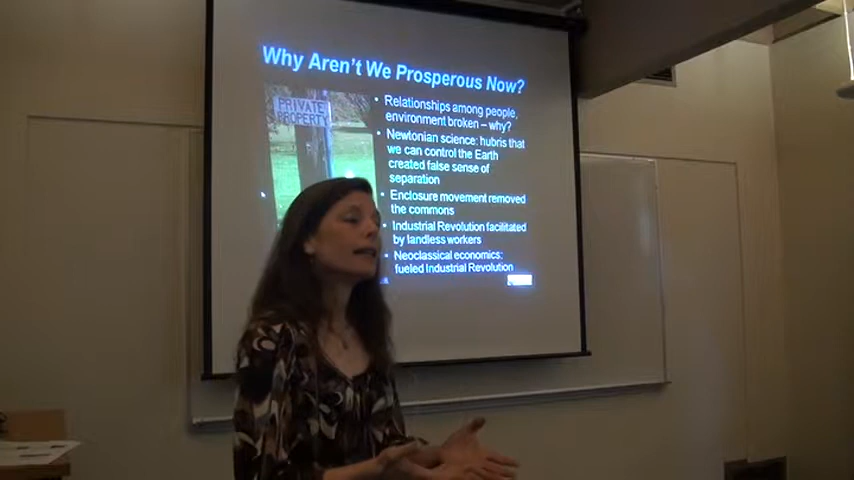 Why Aren't We Prosperous Now?
PRIVATE
PROPERTY
• Relationships among people,
environment broken – why?
• Newtonian science: hubris that
we can control the Earth
created false sense of
separation
• Enclosure movement removed
the commons
• Industrial Revolution facilitated
by landless workers
• Neoclassical economics:
fueled Industrial Revolution